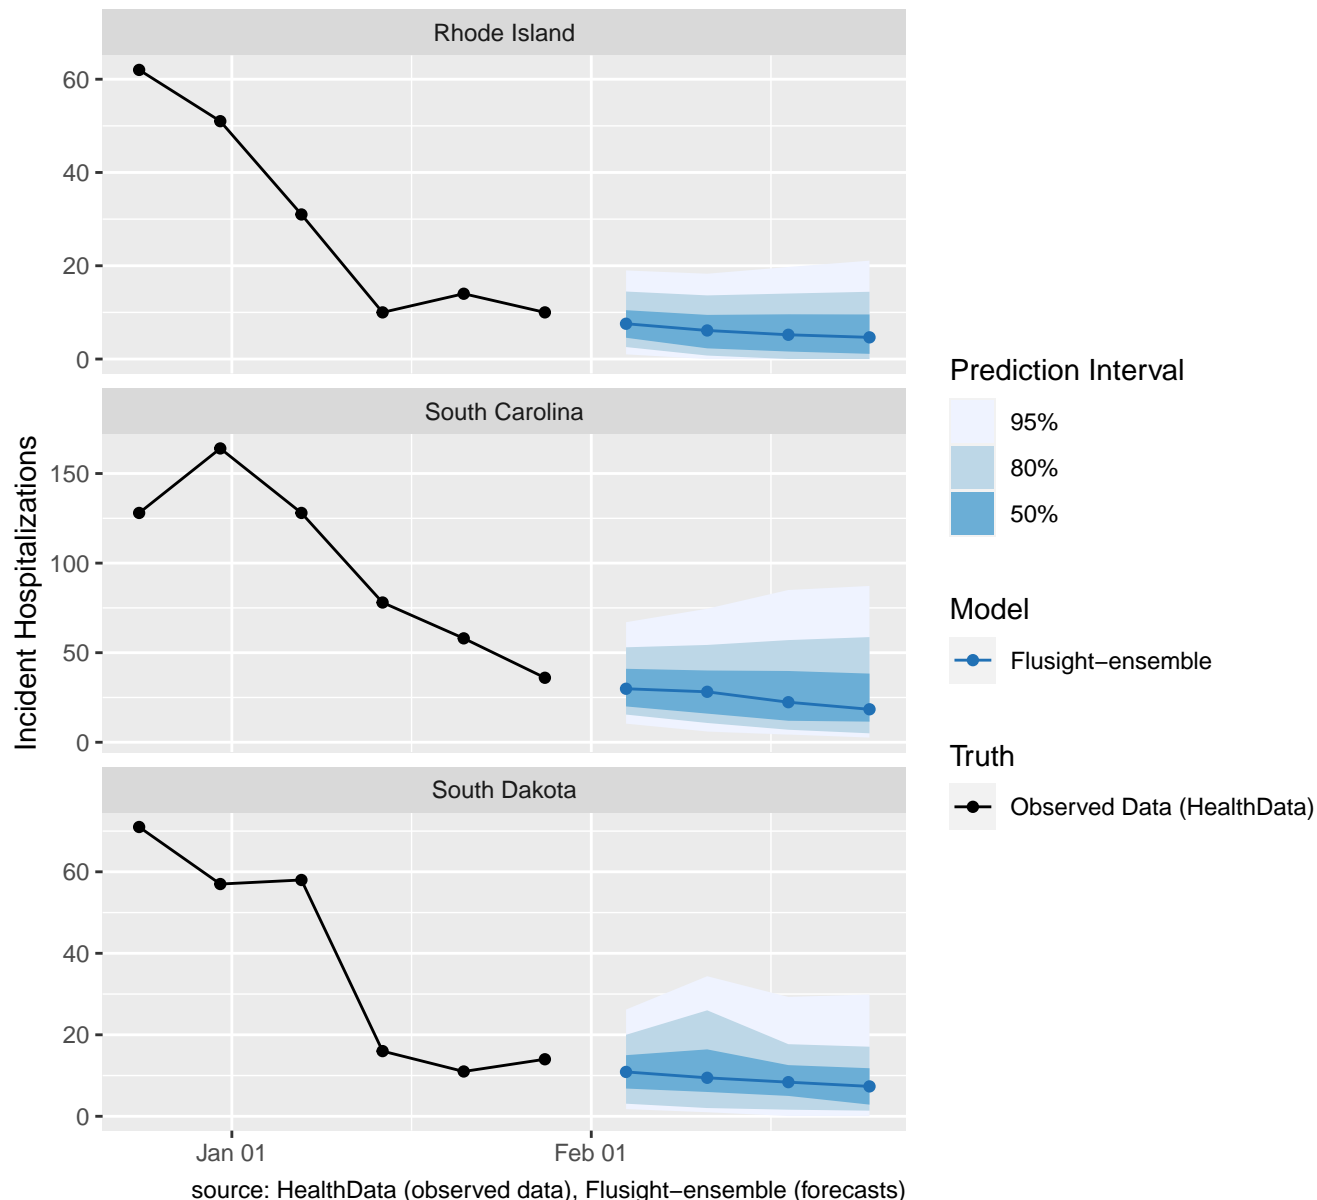 Rhode Island
60
40
20
0
South Carolina
150
100
50
0
South Dakota
60
40
20
0
Incident Hospitalizations
Jan 01
Feb 01
source: HealthData (observed data), Flusight−ensemble (forecasts)
Prediction Interval
95%
80%
50%
Model
Flusight−ensemble
Truth
Observed Data (HealthData)